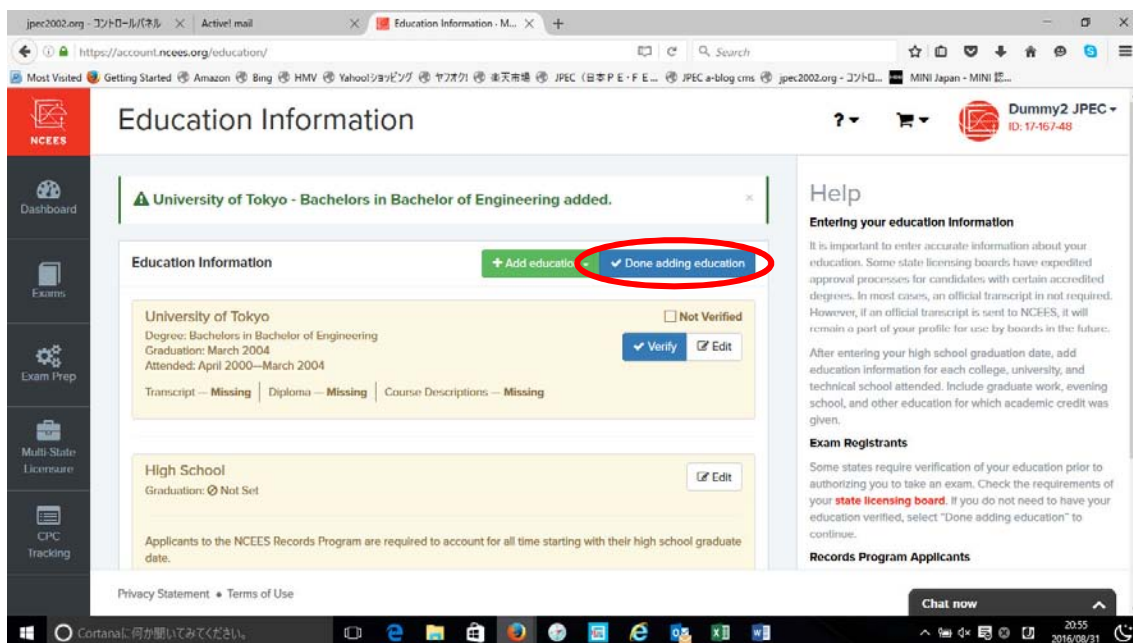 jpec2002.org - コントロールパネル
Active! mail
Education Information - M...
https://account.ncees.org/education/
Search
Most Visited Getting Started Amazon Bing HMV Yahoo!ショッピング ヤフオク! 楽天市場 JPEC (日本PE・FE... JPEC a-blog cms jpec2002.org - コントロ... MINI Japan - MINI 認...
NCEES
Education Information
?
Dummy2 JPEC
ID: 17-167-48
Dashboard
Exams
Exam Prep
Multi-State
Licensure
CPC
Tracking
University of Tokyo - Bachelors in Bachelor of Engineering added.
×
Education Information
+ Add education
Done adding education
University of Tokyo
Not Verified
Degree: Bachelors in Bachelor of Engineering
Graduation: March 2004
Attended: April 2000—March 2004
Verify
Edit
Transcript — Missing | Diploma — Missing | Course Descriptions — Missing
High School
Edit
Graduation: Not Set
Applicants to the NCEES Records Program are required to account for all time starting with their high school graduate
date.
Help
Entering your education information
It is important to enter accurate information about your
education. Some state licensing boards have expedited
approval processes for candidates with certain accredited
degrees. In most cases, an official transcript in not required.
However, if an official transcript is sent to NCEES, it will
remain a part of your profile for use by boards in the future.
After entering your high school graduation date, add
education information for each college, university, and
technical school attended. Include graduate work, evening
school, and other education for which academic credit was
given.
Exam Registrants
Some states require verification of your education prior to
authorizing you to take an exam. Check the requirements of
your state licensing board. If you do not need to have your
education verified, select "Done adding education" to
continue.
Records Program Applicants
Privacy Statement • Terms of Use
Chat now
Cortanaに何か聞いてみてください。
20:55
2016/08/31